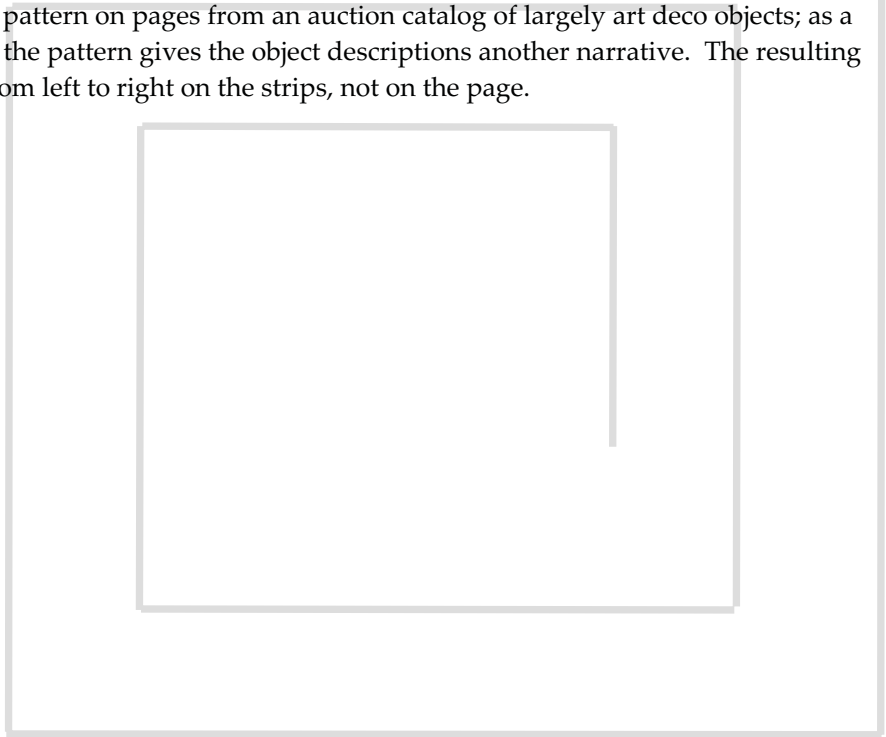 pattern on pages from an auction catalog of largely art deco objects; as a
the pattern gives the object descriptions another narrative.  The resulting
left to right on the strips, not on the page.